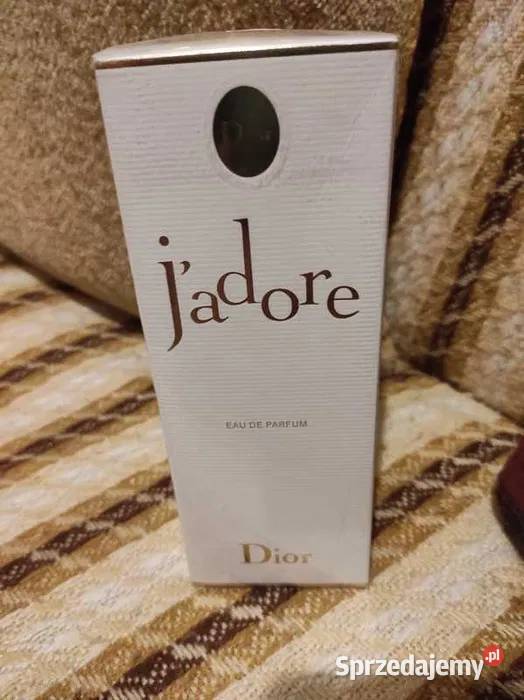 j'adore
EAU DE PARFUM
Dior
Sprzedajemy.pl